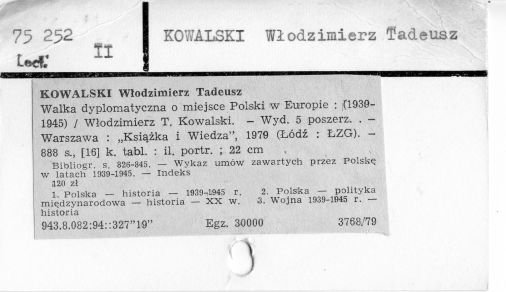 75 252
II
Lect.
KOWALSKI Włodzimierz Tadeusz
KOWALSKI Włodzimierz Tadeusz
Walka dyplomatyczna o miejsce Polski w Europie : (1939-
1945) / Włodzimierz T. Kowalski. — Wyd. 5 poszerz. . —
Warszawa : „Książka i Wiedza”, 1979 (Łódź : ŁZG). —
888 s., [16] k. tabl. : il. portr. ; 22 cm
Bibliogr. s. 826-845. — Wykaz umów zawartych przez Polskę
w latach 1939-1945. — Indeks
120 zł
1. Polska — historia — 1939-1945 r. 2. Polska — polityka
międzynarodowa — historia — XX w. 3. Wojna 1939-1945 r. —
historia
943.8.082:94::327"19" Egz. 30000 3768/79